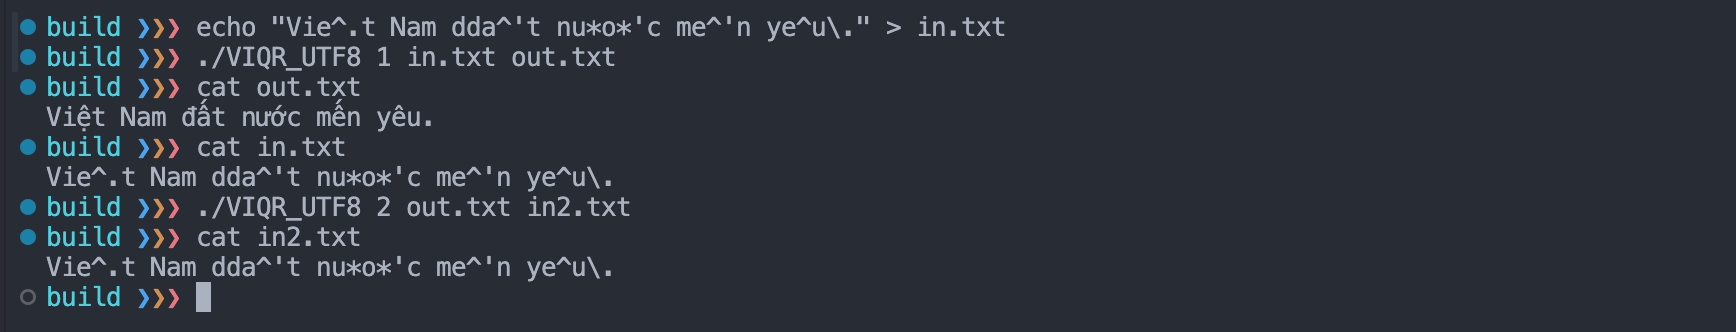 build ❯❯❯ echo "Vie^.t Nam dda^'t nu*o*'c me^'n ye^u\." > in.txt
build ❯❯❯ ./VIQR_UTF8 1 in.txt out.txt
build ❯❯❯ cat out.txt
Việt Nam đất nước mến yêu.
build ❯❯❯ cat in.txt
Vie^.t Nam dda^'t nu*o*'c me^'n ye^u\.
build ❯❯❯ ./VIQR_UTF8 2 out.txt in2.txt
build ❯❯❯ cat in2.txt
Vie^.t Nam dda^'t nu*o*'c me^'n ye^u\.
build ❯❯❯